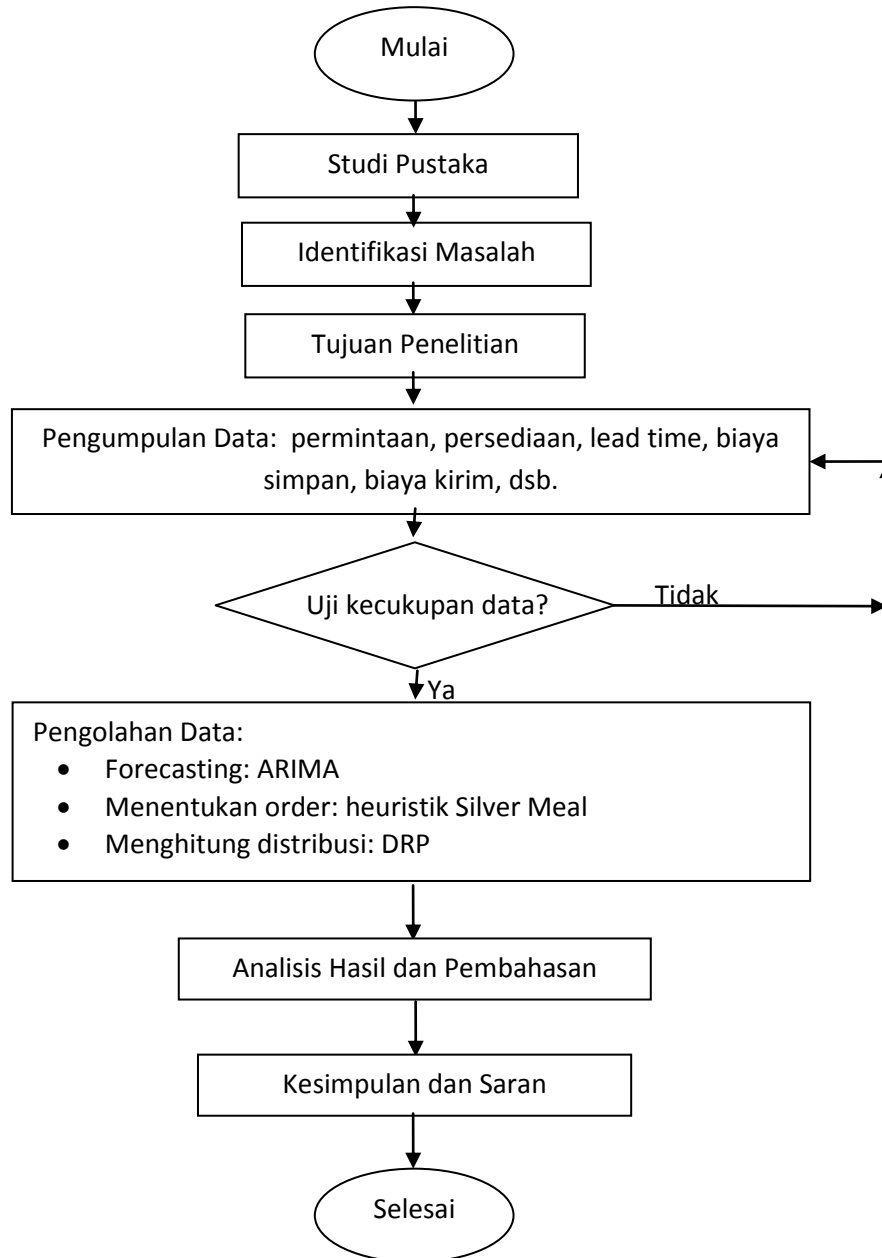 Mulai
Studi Pustaka
Identifikasi Masalah
Tujuan Penelitian
Pengumpulan Data: permintaan, persediaan, lead time, biaya
simpan, biaya kirim, dsb.
Uji kecukupan data?
Tidak
Ya
Pengolahan Data:
• Forecasting: ARIMA
• Menentukan order: heuristik Silver Meal
• Menghitung distribusi: DRP
Analisis Hasil dan Pembahasan
Kesimpulan dan Saran
Selesai